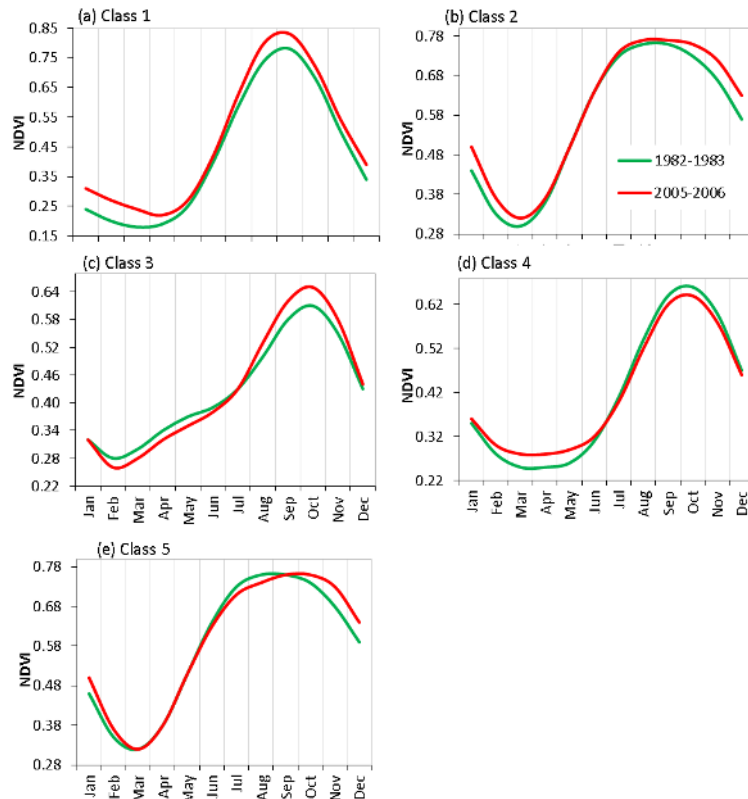 (a) Class 1
0.85
0.75
0.65
0.55
0.45
0.35
0.25
0.15
NDVI
(b) Class 2
0.78
0.68
0.58
0.48
0.38
0.28
NDVI
1982-1983
2005-2006
(c) Class 3
0.64
0.58
0.52
0.46
0.40
0.34
0.28
0.22
NDVI
Jan Feb Mar Apr May Jun Jul Aug Sep Oct Nov Dec
(d) Class 4
0.62
0.52
0.42
0.32
0.22
NDVI
Jan Feb Mar Apr May Jun Jul Aug Sep Oct Nov Dec
(e) Class 5
0.78
0.68
0.58
0.48
0.38
0.28
NDVI
Jan Feb Mar Apr May Jun Jul Aug Sep Oct Nov Dec